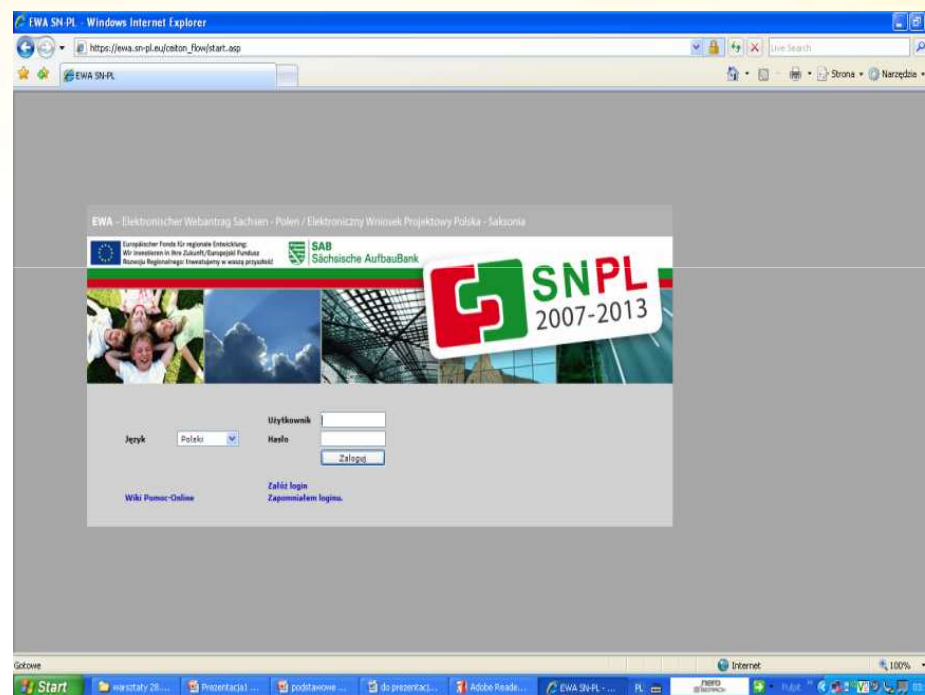 EWA SN-PL - Windows Internet Explorer
https://ewa.sn-pl.eu/ceiton_flow/start.asp
Live Search
EWA SN-PL
Strona
Narzędzia
EWA - Elektronischer Webantrag Sachsen - Polen / Elektroniczny Wniosek Projektowy Polska - Saksonia
Europäischer Fonds für regionale Entwicklung:
Wir investieren in Ihre Zukunft/Europejski Fundusz
Rozwoju Regionalnego: Inwestujemy w waszą przyszłość
SAB
Sächsische AufbauBank
SNPL
2007-2013
Użytkownik
Język Polski Hasło
Zaloguj
Załóż login
Wiki Pomoc-Online Zapomniałem loginu.
Gotowe Internet 100%
Start warsztaty 28.... Prezentacja1 ... podstawowe ... do prezentacj... Adobe Reade... EWA SN-PL - ... PL nero Pulpit